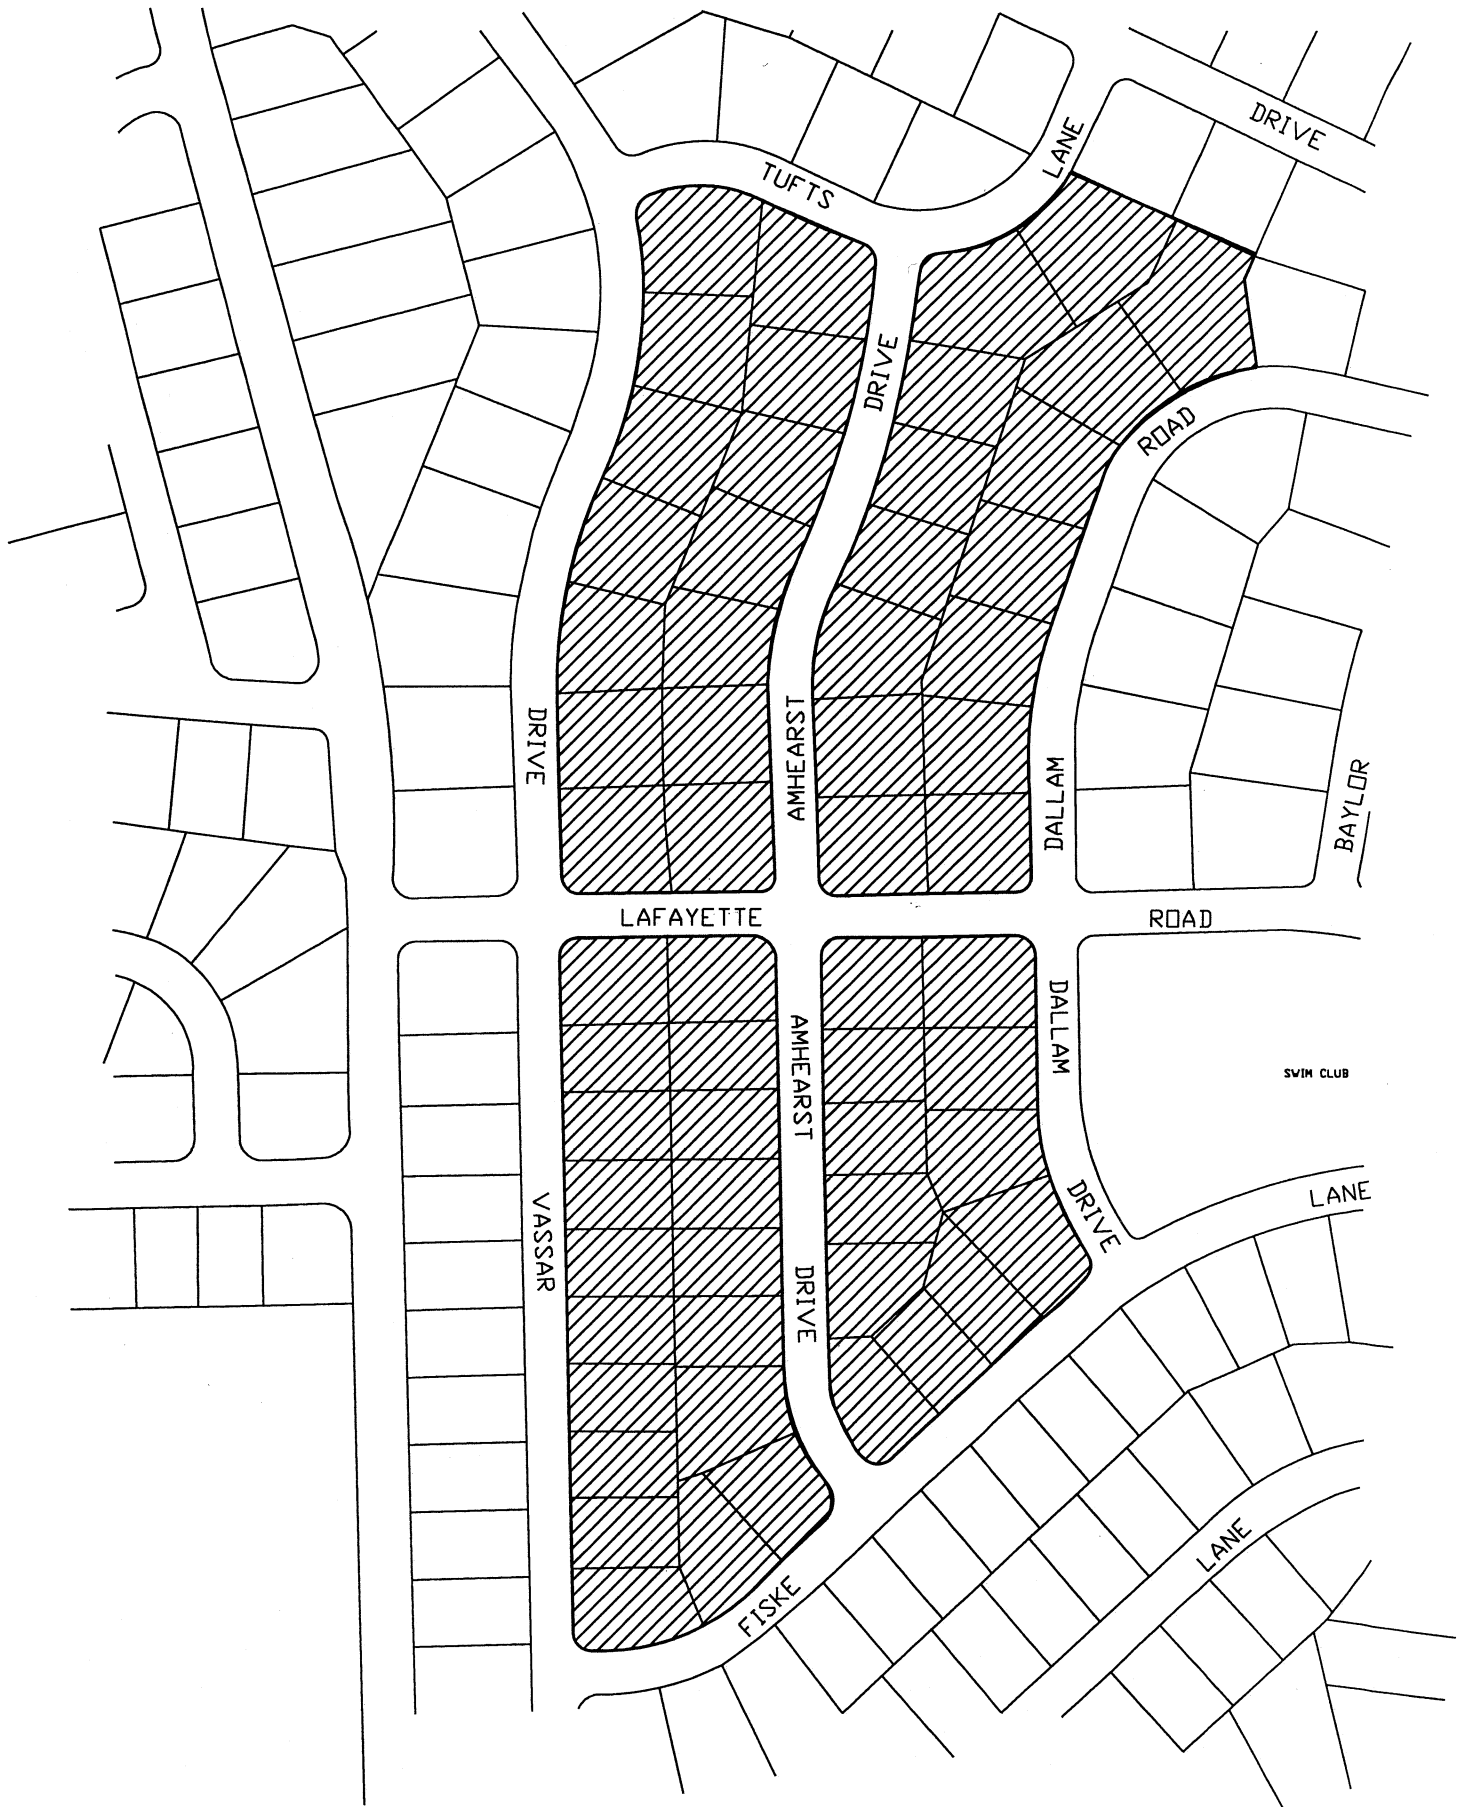 DRIVE
LANE
TUFTS
DRIVE
ROAD
DRIVE
AMHEARST
DALLAM
BAYLOR
LAFAYETTE
ROAD
DALLAM
AMHEARST
SWIM CLUB
DRIVE
LANE
VASSAR
DRIVE
LANE
FISKE